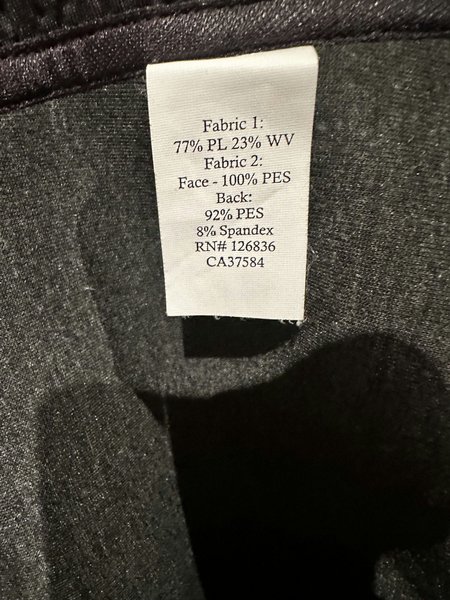 Fabric 1:
77% PL 23% WV
Fabric 2:
Face - 100% PES
Back:
92% PES
8% Spandex
RN# 126836
CA37584